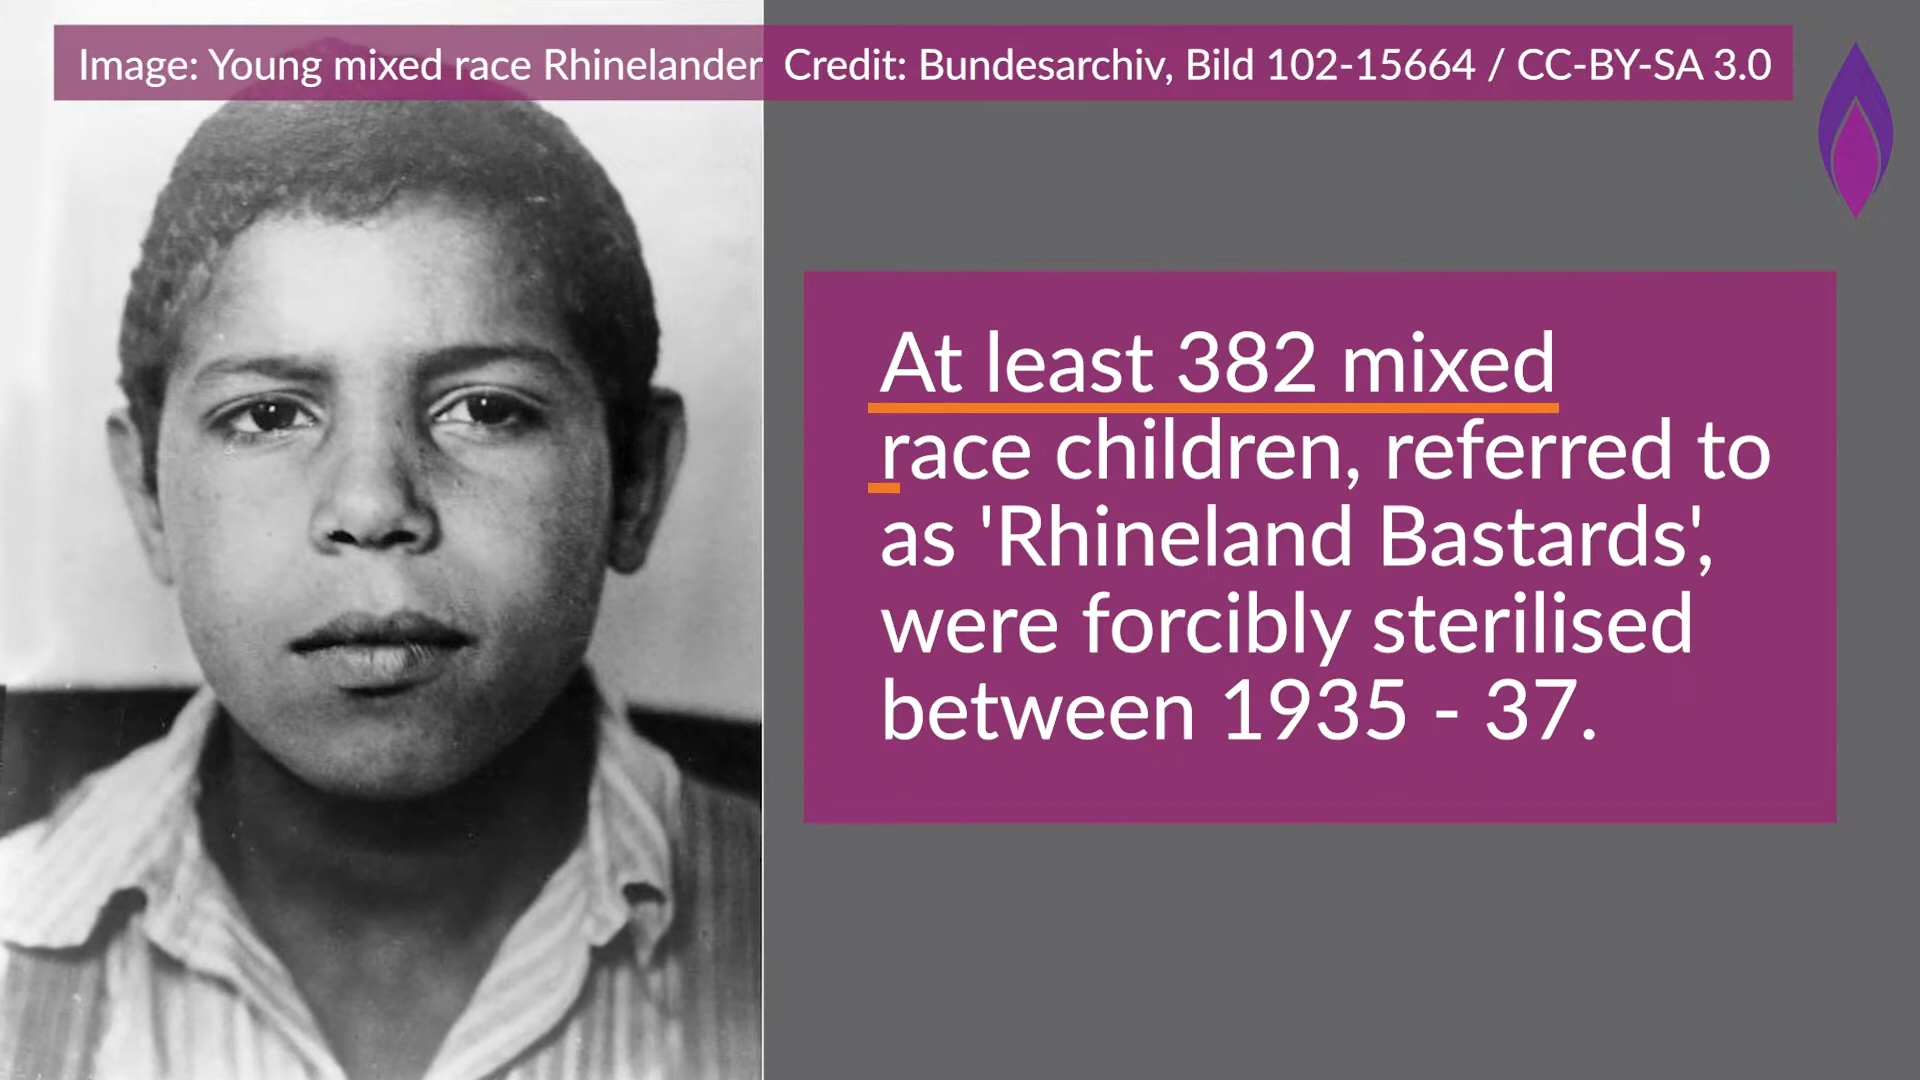 Image: Young mixed race Rhinelander Credit: Bundesarchiv, Bild 102-15664 / CC-BY-SA 3.0
At least 382 mixed
race children, referred to
as 'Rhineland Bastards',
were forcibly sterilised
between 1935 - 37.